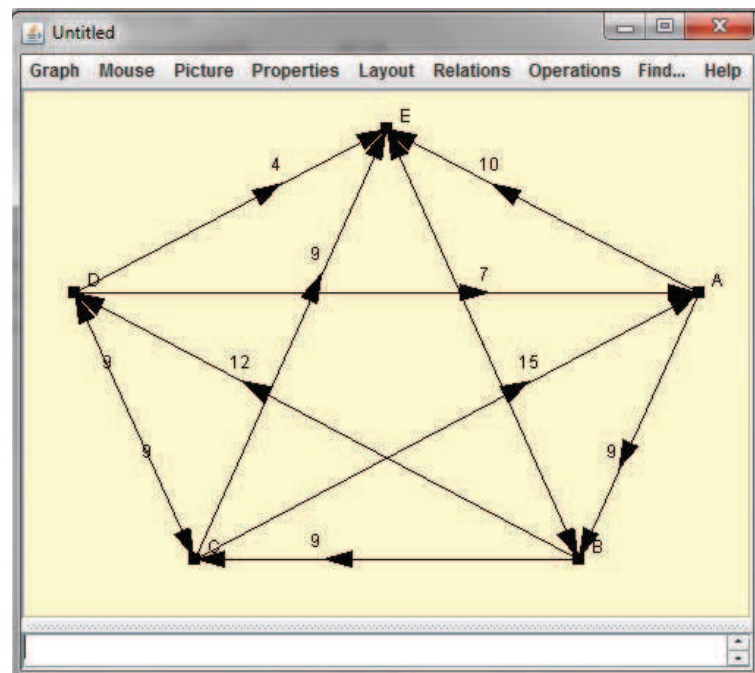 Untitled
Graph Mouse Picture Properties Layout Relations Operations Find... Help
E
4
10
9
7
D
A
9
12
15
9
9
C
9
B